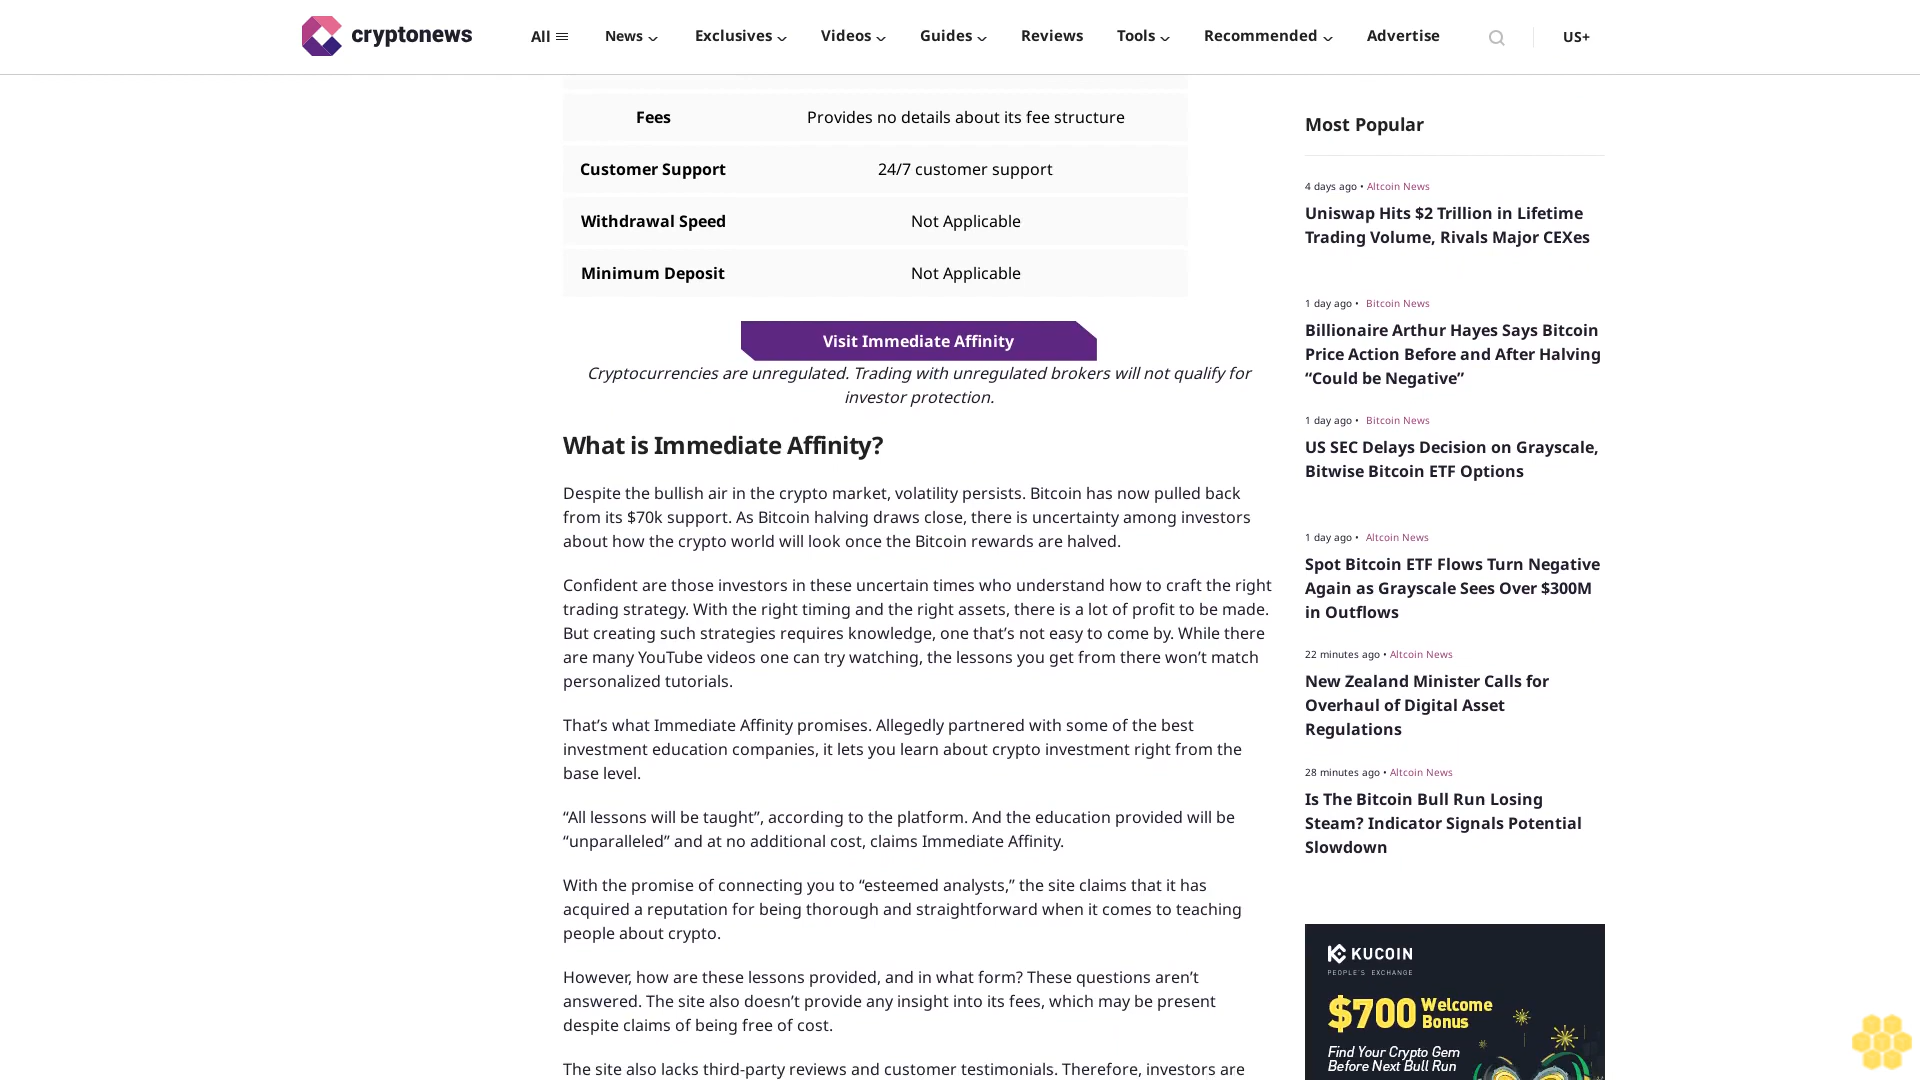 cryptonews
All
News
Exclusives
Videos
Guides
Reviews
Tools
Recommended
Advertise
US+
Fees
Provides no details about its fee structure
Customer Support
24/7 customer support
Withdrawal Speed
Not Applicable
Minimum Deposit
Not Applicable
Visit Immediate Affinity
Cryptocurrencies are unregulated. Trading with unregulated brokers will not qualify for
investor protection.
What is Immediate Affinity?
Despite the bullish air in the crypto market, volatility persists. Bitcoin has now pulled back
from its $70k support. As Bitcoin halving draws close, there is uncertainty among investors
about how the crypto world will look once the Bitcoin rewards are halved.
Confident are those investors in these uncertain times who understand how to craft the right
trading strategy. With the right timing and the right assets, there is a lot of profit to be made.
But creating such strategies requires knowledge, one that’s not easy to come by. While there
are many YouTube videos one can try watching, the lessons you get from there won’t match
personalized tutorials.
That’s what Immediate Affinity promises. Allegedly partnered with some of the best
investment education companies, it lets you learn about crypto investment right from the
base level.
“All lessons will be taught”, according to the platform. And the education provided will be
“unparalleled” and at no additional cost, claims Immediate Affinity.
With the promise of connecting you to “esteemed analysts,” the site claims that it has
acquired a reputation for being thorough and straightforward when it comes to teaching
people about crypto.
However, how are these lessons provided, and in what form? These questions aren’t
answered. The site also doesn’t provide any insight into its fees, which may be present
despite claims of being free of cost.
The site also lacks third-party reviews and customer testimonials. Therefore, investors are
Most Popular
4 days ago • Altcoin News
Uniswap Hits $2 Trillion in Lifetime
Trading Volume, Rivals Major CEXes
1 day ago • Bitcoin News
Billionaire Arthur Hayes Says Bitcoin
Price Action Before and After Halving
“Could be Negative”
1 day ago • Bitcoin News
US SEC Delays Decision on Grayscale,
Bitwise Bitcoin ETF Options
1 day ago • Altcoin News
Spot Bitcoin ETF Flows Turn Negative
Again as Grayscale Sees Over $300M
in Outflows
22 minutes ago • Altcoin News
New Zealand Minister Calls for
Overhaul of Digital Asset
Regulations
28 minutes ago • Altcoin News
Is The Bitcoin Bull Run Losing
Steam? Indicator Signals Potential
Slowdown
KUCOIN
PEOPLE'S EXCHANGE
$700 Welcome
Bonus
Find Your Crypto Gem
Before Next Bull Run